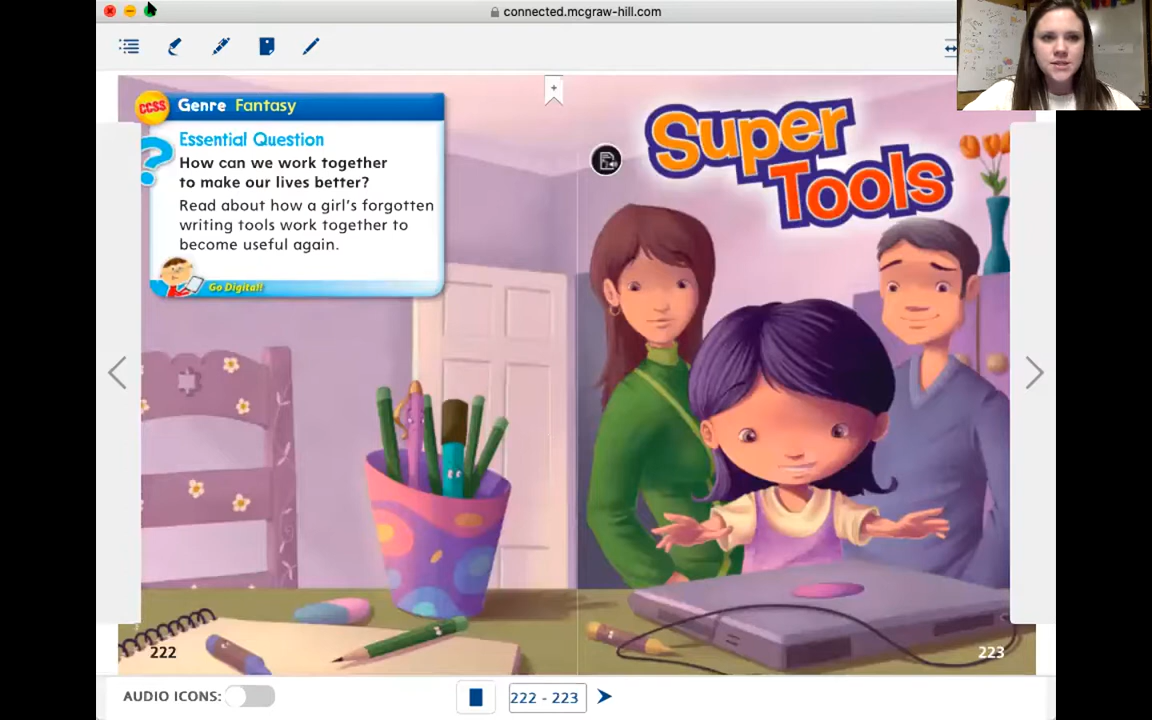 connected.mcgraw-hill.com
CCSS Genre Fantasy
Essential Question
How can we work together
to make our lives better?
Read about how a girl's forgotten
writing tools work together to
become useful again.
Go Digital!
Super
Tools
222
223
AUDIO ICONS:
222 - 223